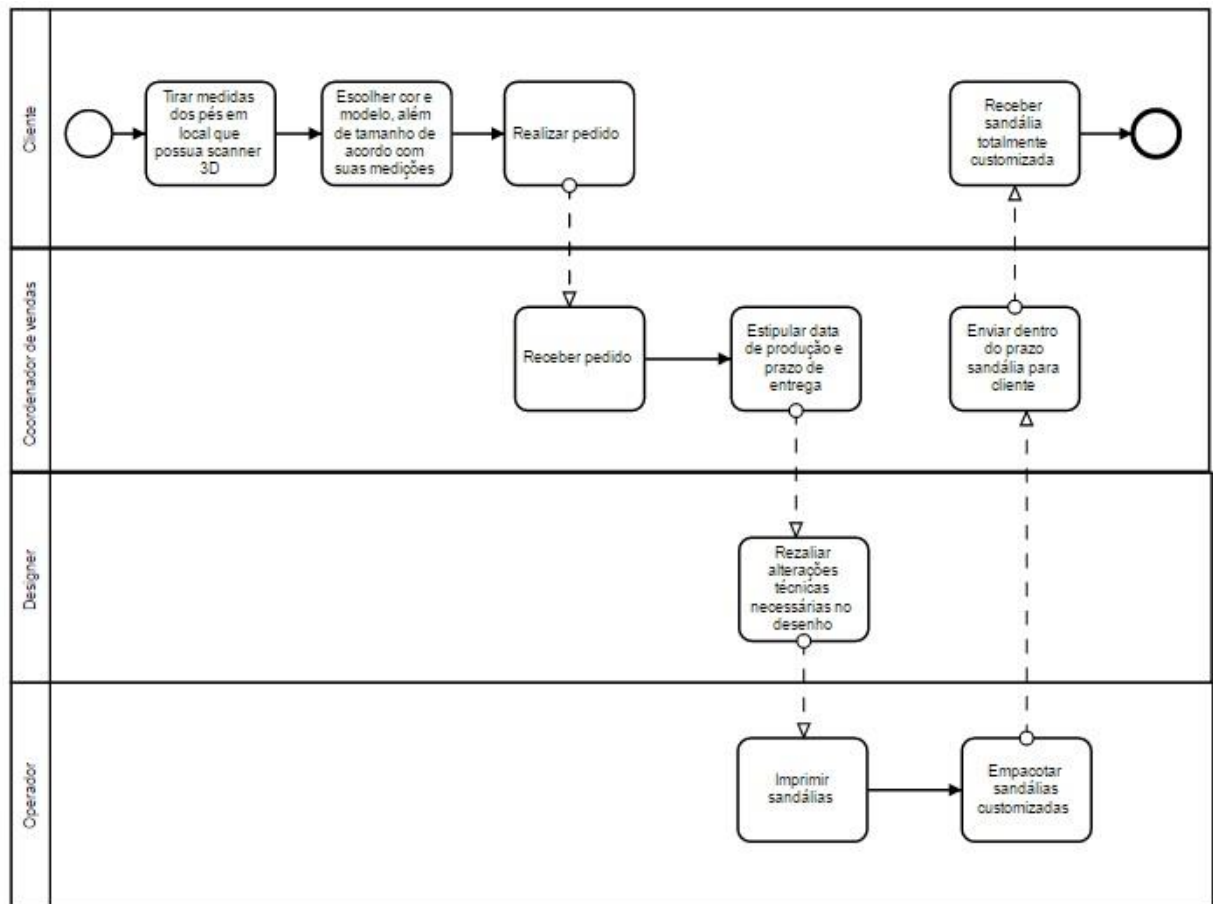 Cliente
Tirar medidas
dos pés em
local que
possua scanner
3D
Escolher cor e
modelo, além
de tamanho de
acordo com
suas medições
Realizar pedido
Receber
sandália
totalmente
customizada
Coordenador de vendas
Receber pedido
Estipular data
de produção e
prazo de
entrega
Enviar dentro
do prazo
sandália para
cliente
Designer
Rezaliar
alterações
técnicas
necessárias no
desenho
Operador
Imprimir
sandálias
Empacotar
sandálias
customizadas